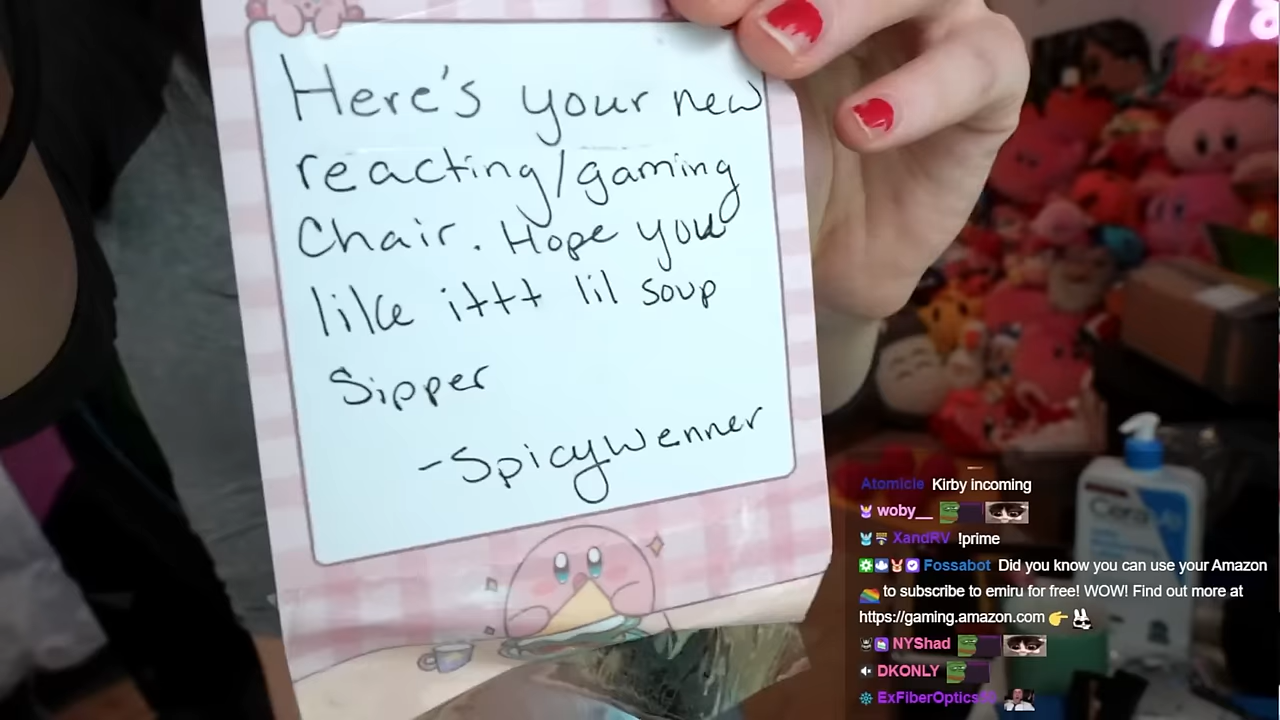 Here's your new
reacting/gaming
Chair. Hope you
like ittt lil soup
Sipper
-Spicywenner
Atomicle Kirby incoming
woby__
XandRV !prime
Fossabot Did you know you can use your Amazon
to subscribe to emiru for free! WOW! Find out more at
https://gaming.amazon.com
NYShad
DKONLY